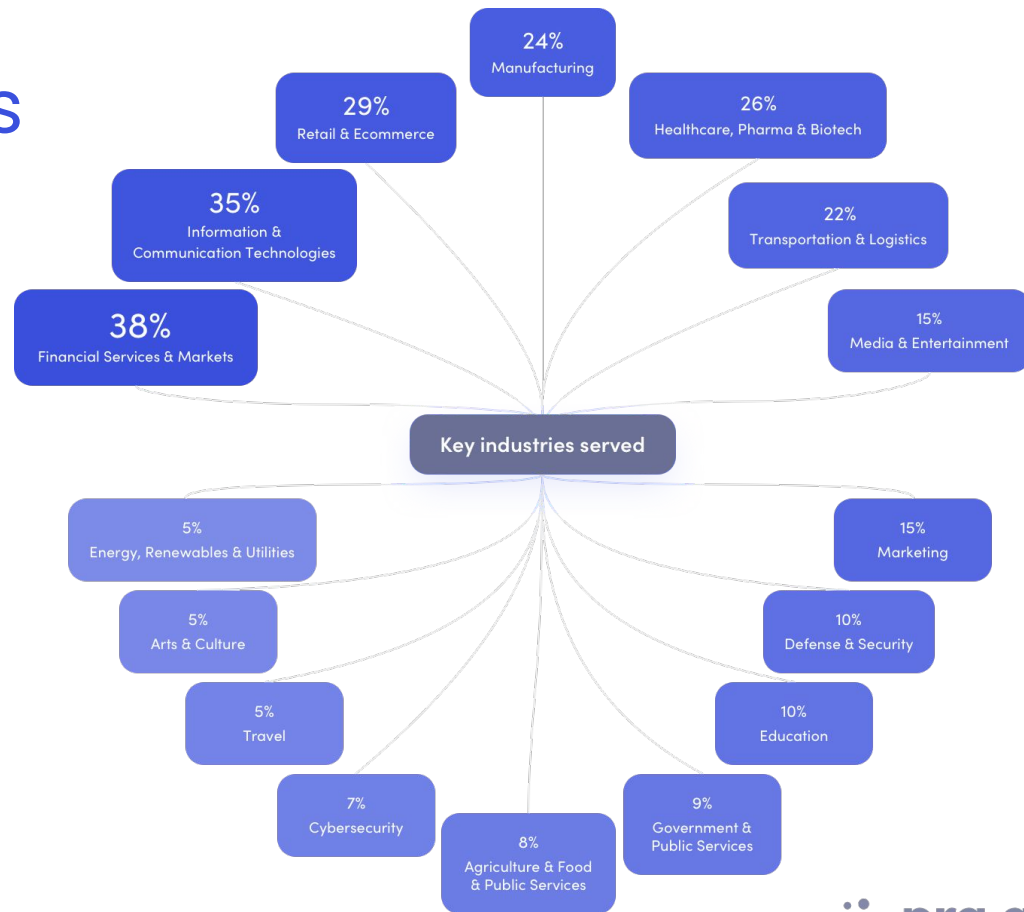 24%
Manufacturing
29%
Retail & Ecommerce
26%
Healthcare, Pharma & Biotech
35%
Information &
Communication Technologies
22%
Transportation & Logistics
38%
Financial Services & Markets
15%
Media & Entertainment
Key industries served
5%
Energy, Renewables & Utilities
15%
Marketing
5%
Arts & Culture
10%
Defense & Security
5%
Travel
10%
Education
7%
Cybersecurity
8%
Agriculture & Food
& Public Services
9%
Government &
Public Services